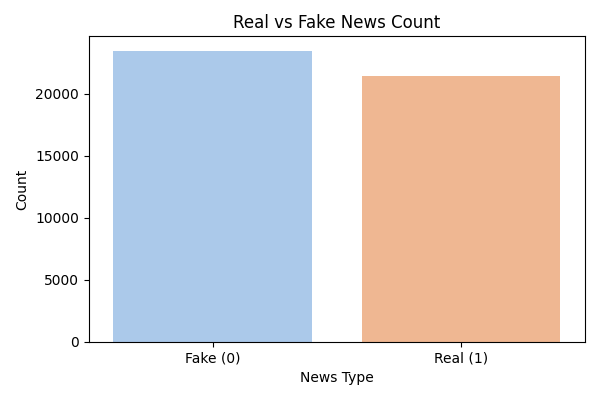 Real vs Fake News Count
20000
15000
10000
5000
0
Count
Fake (0)
Real (1)
News Type